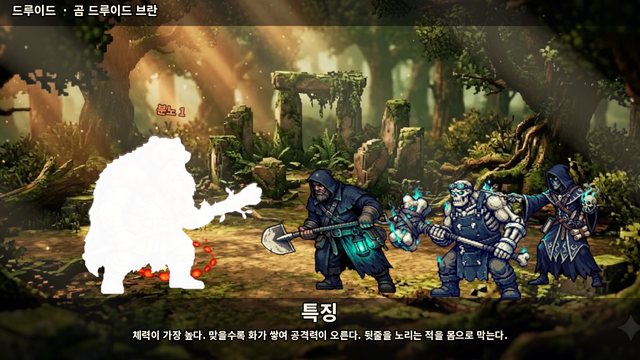 드루이드 · 곰 드루이드 브란
분노 1
특징
체력이 가장 높다. 맞을수록 화가 쌓여 공격력이 오른다. 뒷줄을 노리는 적을 몸으로 막는다.